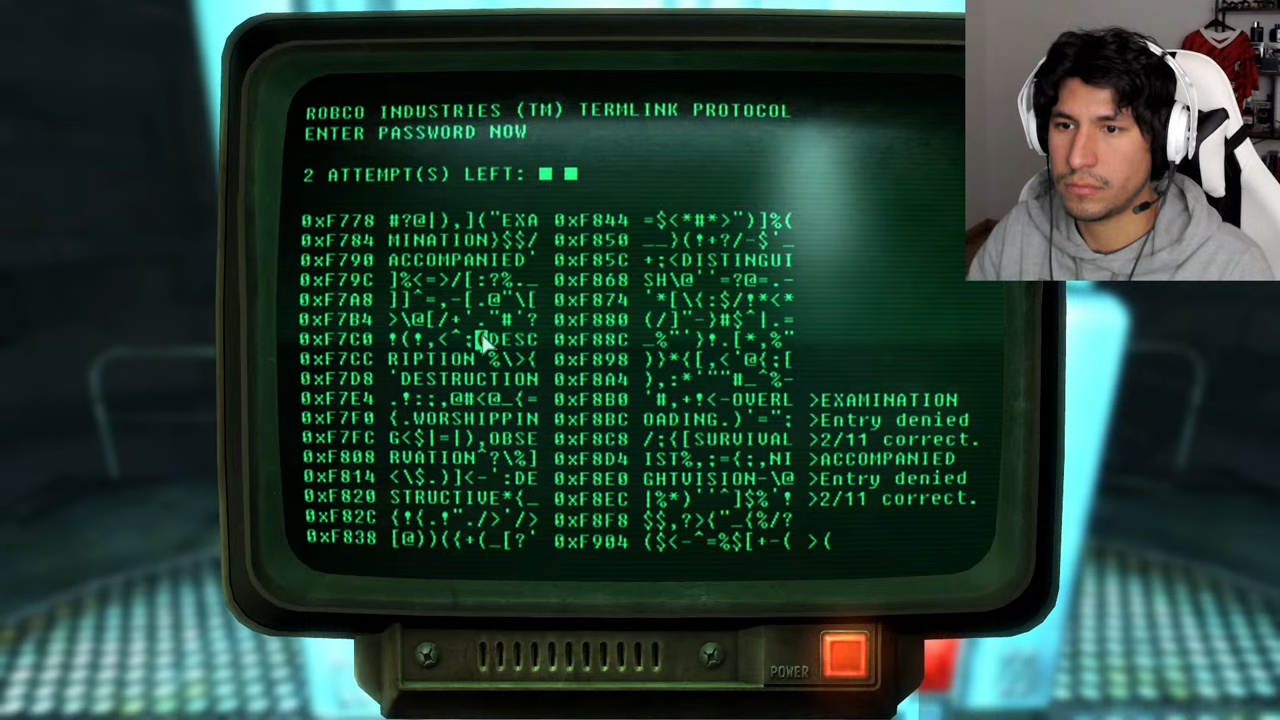 ROBCO INDUSTRIES (TM) TERMLINK PROTOCOL
ENTER PASSWORD NOW
2 ATTEMPT(S) LEFT: ■ ■
0xF778 #?@|),]("EXA 0xF844 =$<*#*>")]%(
0xF784 MINATION}$$/ 0xF850 __}(!+?/-$'_
0xF790 ACCOMPANIED' 0xF85C +;<DISTINGUI
0xF79C ]%<=>/[:?%._ 0xF868 SH\@''=?@=.-
0xF7A8 ]]^=,-[.@"\[ 0xF874 '*[\{:$/!*<*
0xF7B4 >\@[/+'."#'? 0xF880 (/]"-}#$^|.=
0xF7C0 !(!,<^;(DESC 0xF88C _%"'}!.[*,%"
0xF7CC RIPTION'%\>{ 0xF898 )}*{[,<'@{;[
0xF7D8 'DESTRUCTION 0xF8A4 ),:*'""#_^%-
0xF7E4 .!:;,@#<@_{= 0xF8B0 '#,+!<-OVERL >EXAMINATION
0xF7F0 {.WORSHIPPIN 0xF8BC OADING.)'="; >Entry denied
0xF7FC G<$|=|),OBSE 0xF8C8 /;{[SURVIVAL >2/11 correct.
0xF808 RVATION^?\%] 0xF8D4 IST%,;={;,NI >ACCOMPANIED
0xF814 <\$.)]<-':DE 0xF8E0 GHTVISION-\@ >Entry denied
0xF820 STRUCTIVE*{_ 0xF8EC |%*)''^]$%'! >2/11 correct.
0xF82C {!{.!"./>'/> 0xF8F8 $$,?>{"_{%/?
0xF838 [@))({+(_[?' 0xF904 ($<-^=%$[+-( >(
POWER